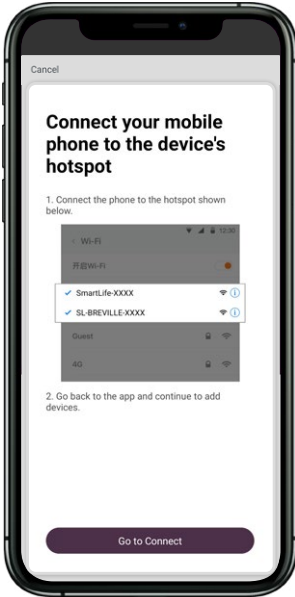 Cancel
Connect your mobile
phone to the device's
hotspot
1. Connect the phone to the hotspot shown
below.
12:30
Wi-Fi
开启Wi-Fi
SmartLife-XXXX
SL-BREVILLE-XXXX
Guest
4G
2. Go back to the app and continue to add
devices.
Go to Connect